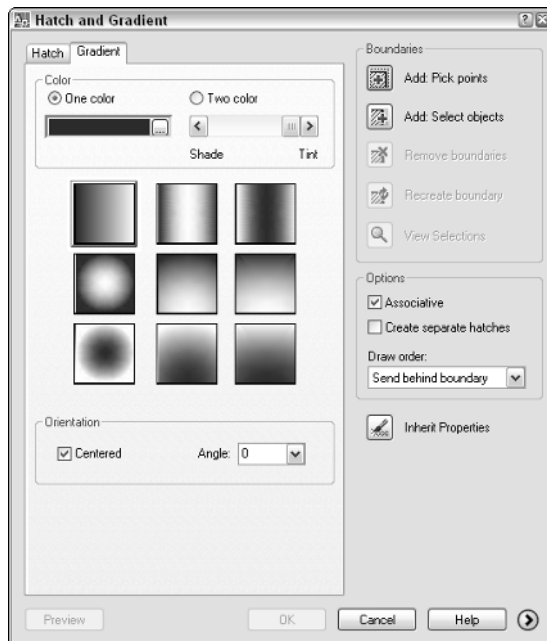 Hatch and Gradient
Hatch
Gradient
Color
One color
Two color
...
Shade
Tint
Orientation
Centered
Angle: 0
Boundaries
Add: Pick points
Add: Select objects
Remove boundaries
Recreate boundary
View Selections
Options
Associative
Create separate hatches
Draw order:
Send behind boundary
Inherit Properties
Preview
OK
Cancel
Help